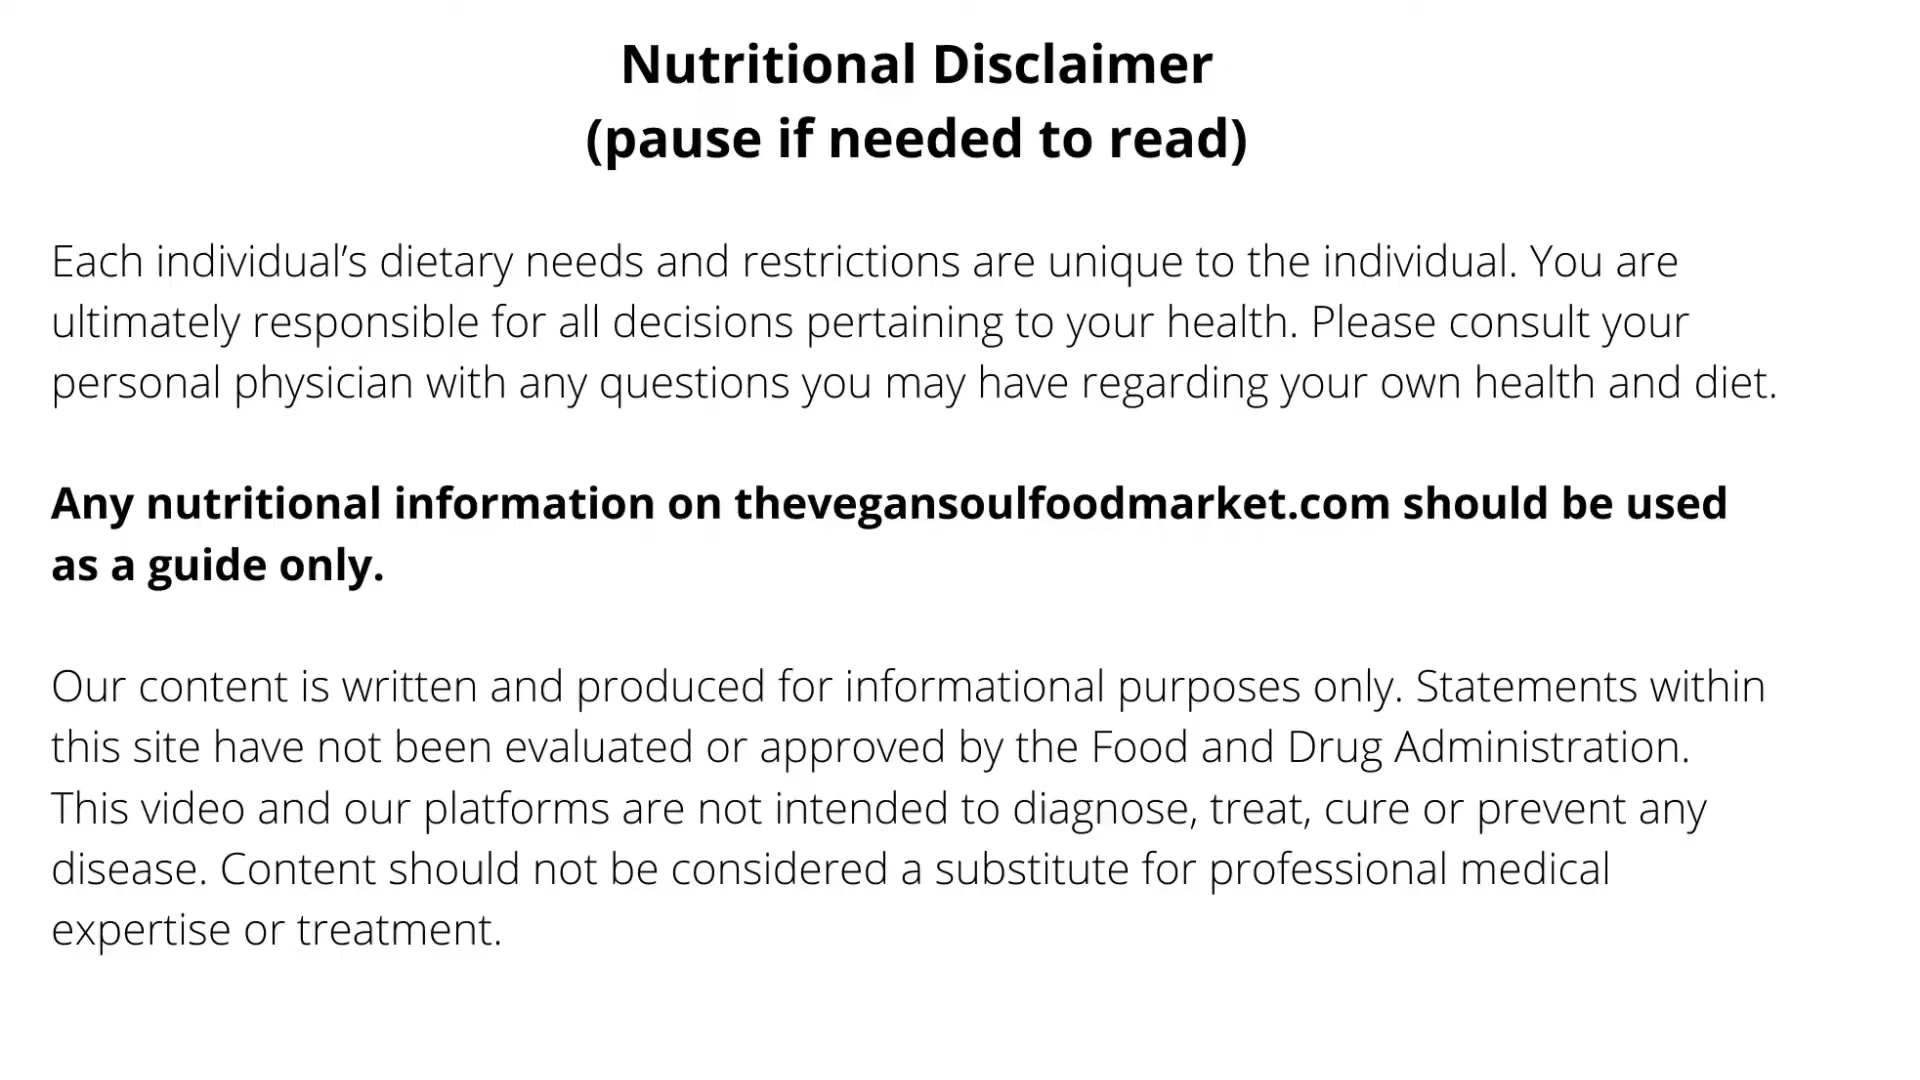 Nutritional Disclaimer
(pause if needed to read)
Each individual’s dietary needs and restrictions are unique to the individual. You are
ultimately responsible for all decisions pertaining to your health. Please consult your
personal physician with any questions you may have regarding your own health and diet.
Any nutritional information on thevegansoulfoodmarket.com should be used
as a guide only.
Our content is written and produced for informational purposes only. Statements within
this site have not been evaluated or approved by the Food and Drug Administration.
This video and our platforms are not intended to diagnose, treat, cure or prevent any
disease. Content should not be considered a substitute for professional medical
expertise or treatment.